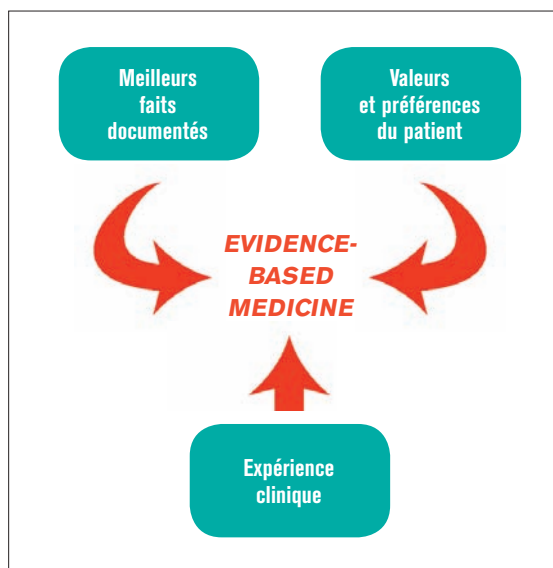 Meilleurs
faits
documentés
Valeurs
et préférences
du patient
EVIDENCE-
BASED
MEDICINE
Expérience
clinique